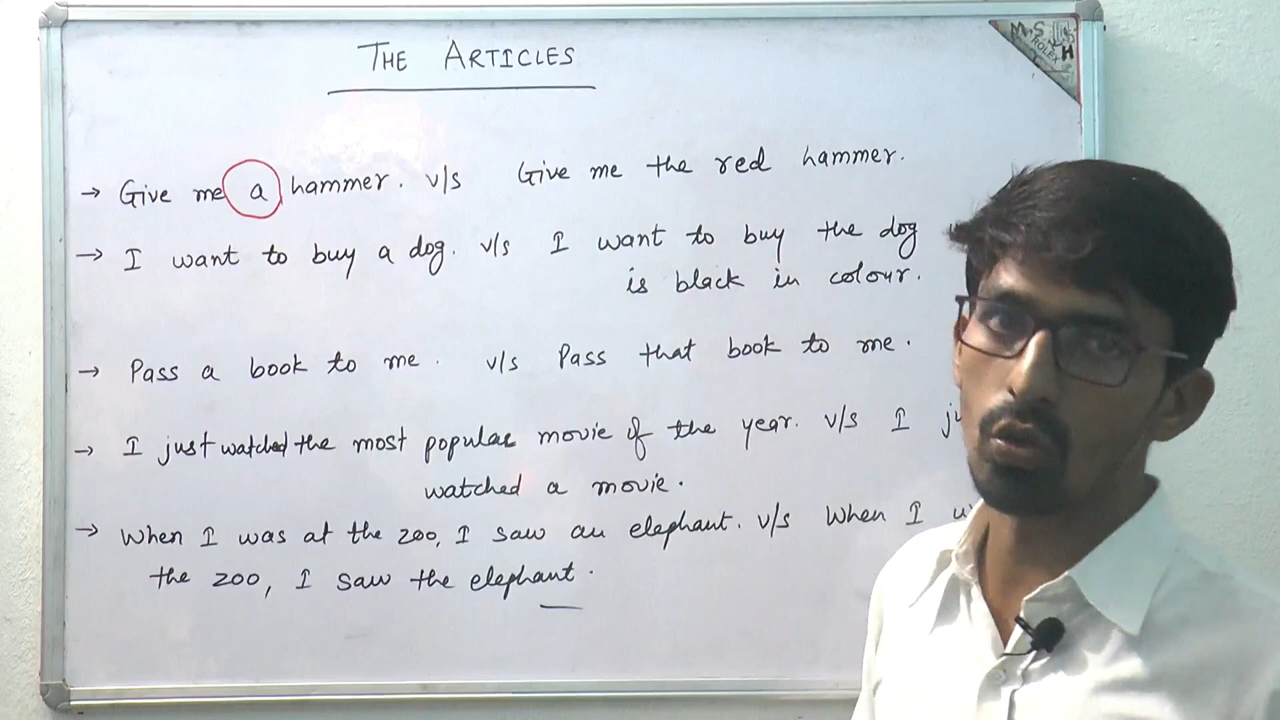 THE ARTICLES
→ Give me a hammer. v/s Give me the red hammer.
→ I want to buy a dog. v/s I want to buy the dog
is black in colour.
→ Pass a book to me. v/s Pass that book to me.
→ I just watched the most popular movie of the year. v/s I
watched a movie.
→ When I was at the zoo, I saw an elephant. v/s When I
the zoo, I saw the elephant.